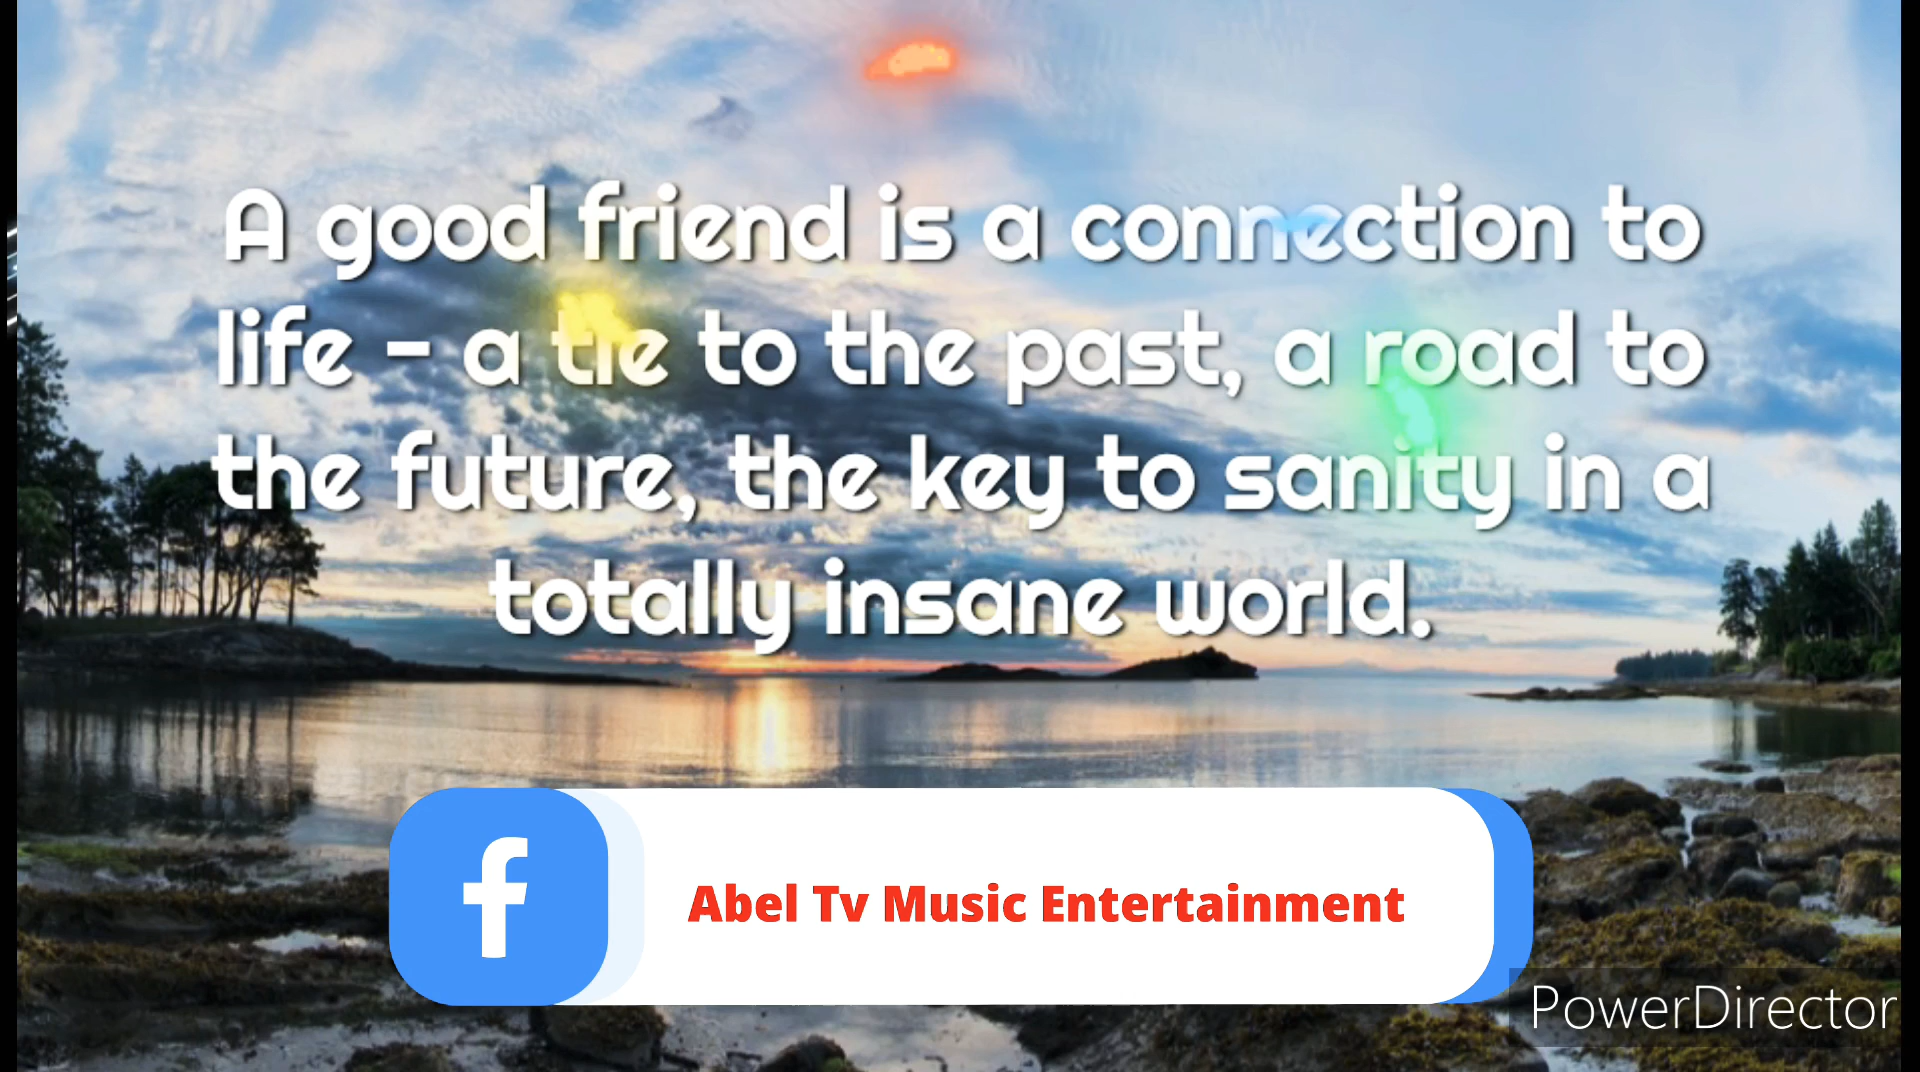 A good friend is a connection to
life - a tie to the past, a road to
the future, the key to sanity in a
totally insane world.
f
Abel Tv Music Entertainment
PowerDirector